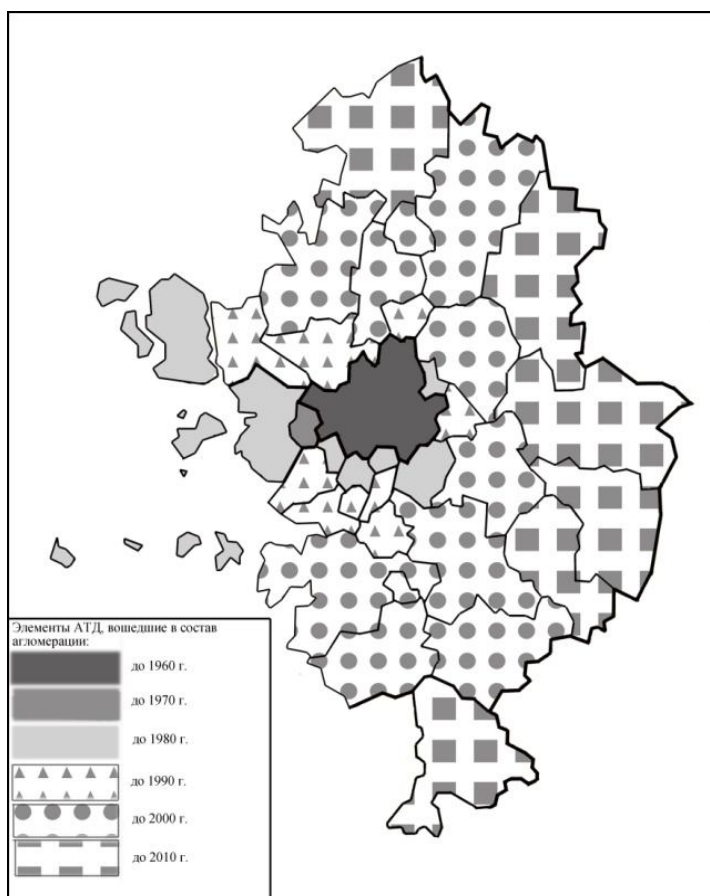 Элементы АТД, вошедшие в состав
агломерации:
до 1960 г.
до 1970 г.
до 1980 г.
до 1990 г.
до 2000 г.
до 2010 г.